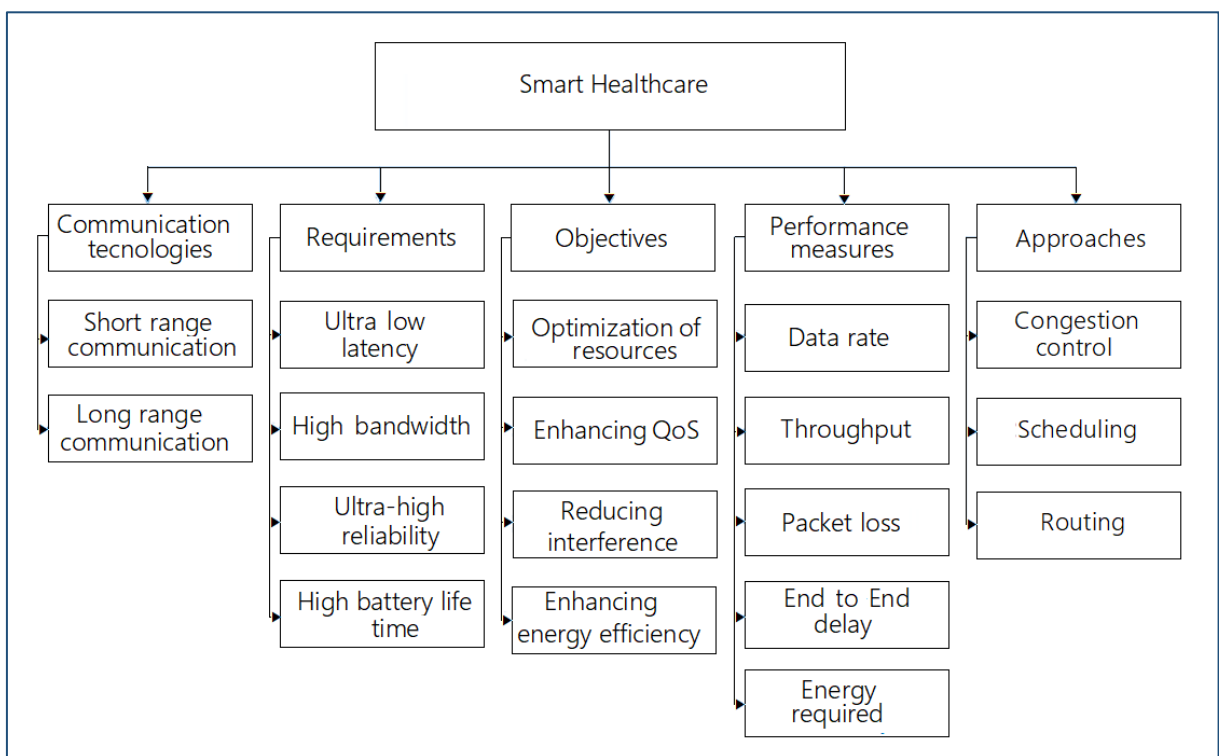 Smart Healthcare
Communication
tecnologies
Short range
communication
Long range
communication
Requirements
Ultra low
latency
High bandwidth
Ultra-high
reliability
High battery life
time
Objectives
Optimization of
resources
Enhancing QoS
Reducing
interference
Enhancing
energy efficiency
Performance
measures
Data rate
Throughput
Packet loss
End to End
delay
Energy
required
Approaches
Congestion
control
Scheduling
Routing